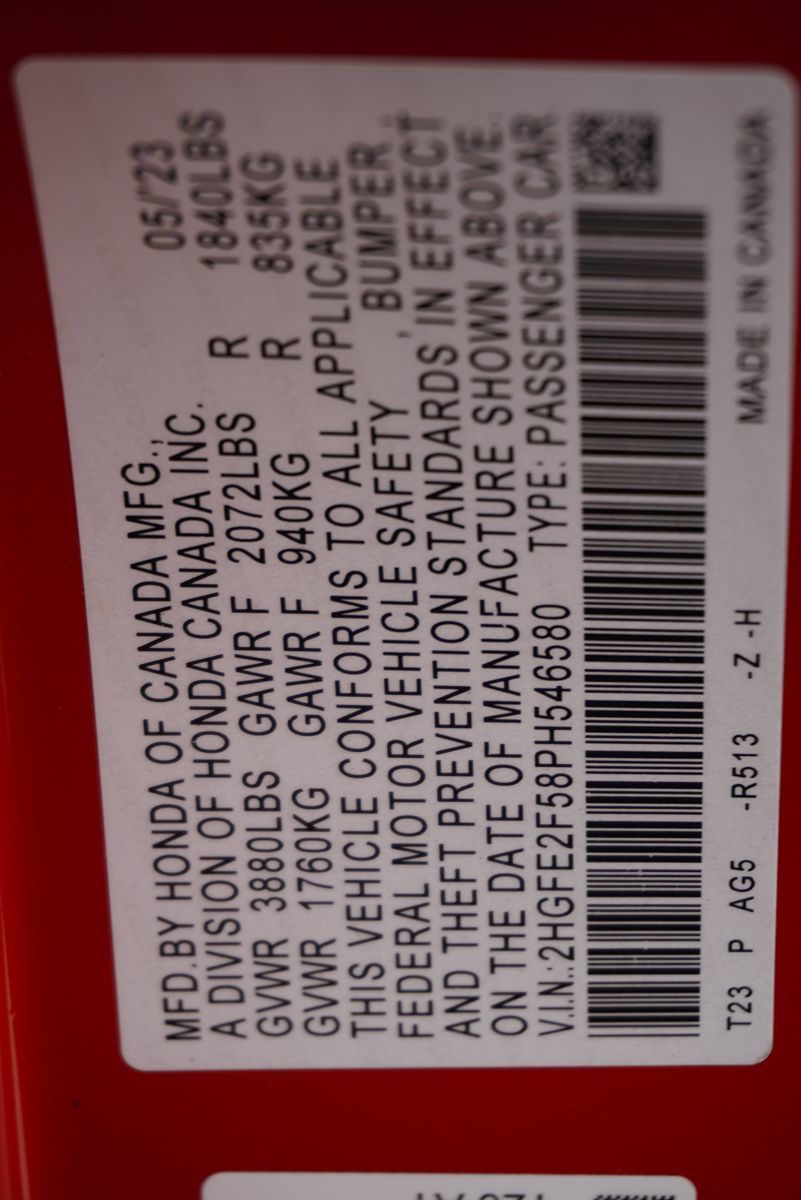 MFD.BY HONDA OF CANADA MFG., 05/'23
A DIVISION OF HONDA CANADA INC.
GVWR 3880LBS GAWR F 2072LBS R 1840LBS
GVWR 1760KG GAWR F 940KG R 835KG
THIS VEHICLE CONFORMS TO ALL APPLICABLE
FEDERAL MOTOR VEHICLE SAFETY , BUMPER ,
AND THEFT PREVENTION STANDARDS IN EFFECT
ON THE DATE OF MANUFACTURE SHOWN ABOVE.
V.I.N.:2HGFE2F58PH546580 TYPE: PASSENGER CAR
T23 P AG5 -R513 -Z -H MADE IN CANADA